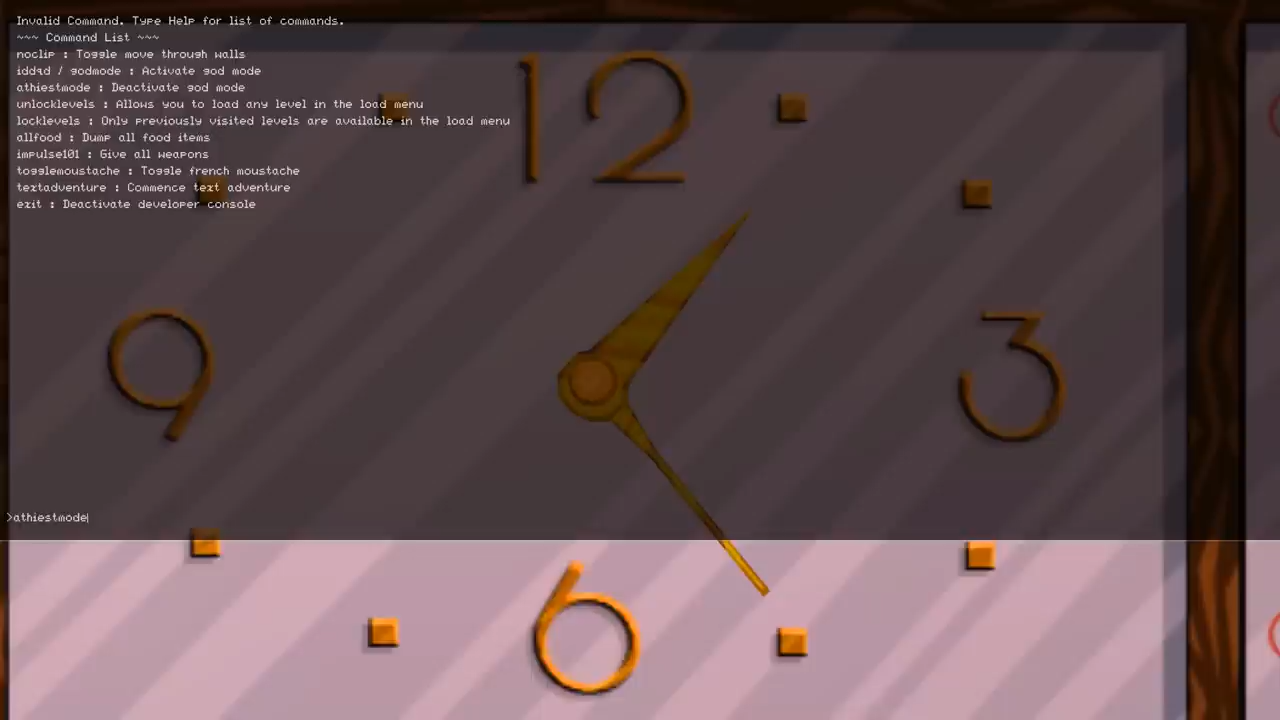 Invalid Command. Type Help for list of commands.
~~~ Command List ~~~
noclip : Toggle move through walls
iddqd / godmode : Activate god mode
athiestmode : Deactivate god mode
unlocklevels : Allows you to load any level in the load menu
locklevels : Only previously visited levels are available in the load menu
allfood : Dump all food items
impulse101 : Give all weapons
togglemoustache : Toggle french moustache
textadventure : Commence text adventure
exit : Deactivate developer console
12
9
3
>athiestmode
6